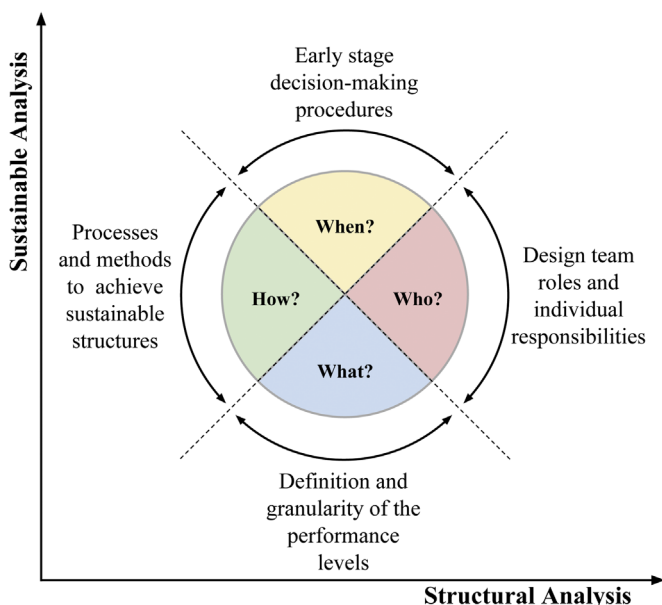 Sustainable Analysis
Early stage
decision-making
procedures
When?
Processes
and methods
to achieve
sustainable
structures
How?
Who?
Design team
roles and
individual
responsibilities
What?
Definition and
granularity of the
performance
levels
Structural Analysis